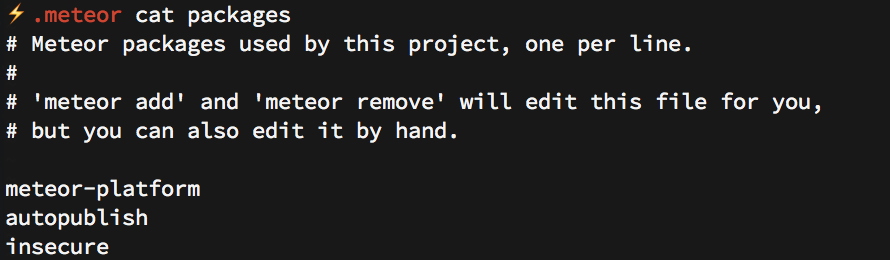 ⚡ .meteor cat packages
# Meteor packages used by this project, one per line.
#
# 'meteor add' and 'meteor remove' will edit this file for you,
# but you can also edit it by hand.
meteor-platform
autopublish
insecure